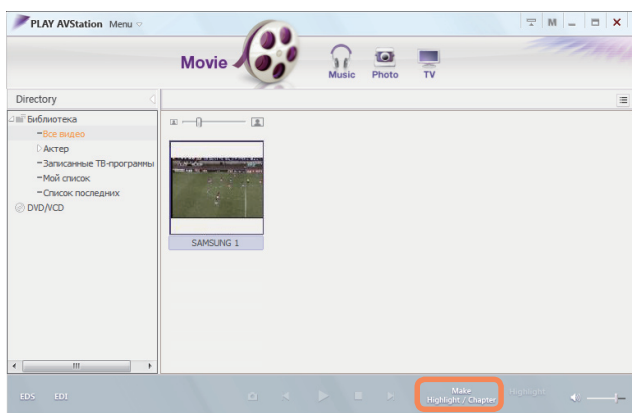 PLAY AVStation Menu
M
Movie
Music Photo TV
Directory
Библиотека
Все видео
Актер
Записанные ТВ-программы
Мой список
Список последних
DVD/VCD
SAMSUNG 1
EDS EDI
Make
Highlight / Chapter
Highlight